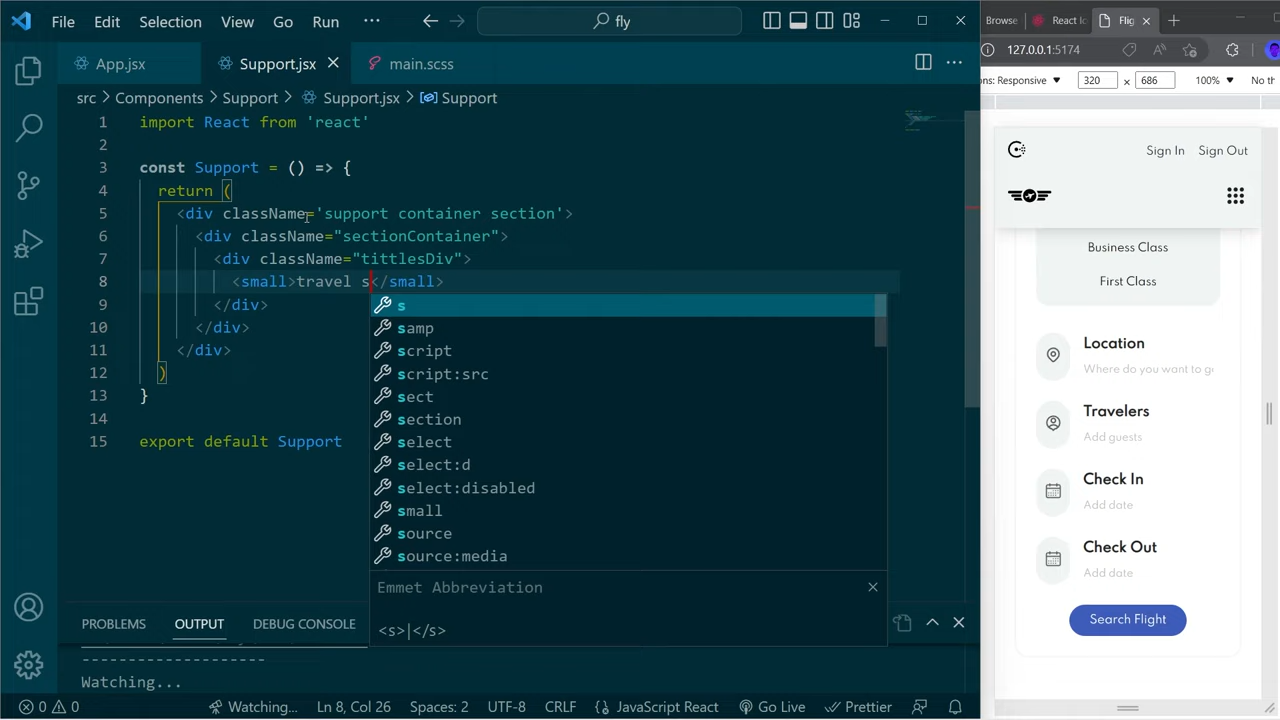 File Edit Selection View Go Run ··· fly
App.jsx Support.jsx main.scss
src > Components > Support > Support.jsx > Support
1 import React from 'react'
2
3 const Support = () => {
4 return (
5 <div className='support container section'>
6 <div className="sectionContainer">
7 <div className="tittlesDiv">
8 <small>travel s</small>
9 </div>
10 </div>
11 </div>
12 )
13 }
14
15 export default Support
s
samp
script
script:src
sect
section
select
select:d
select:disabled
small
source
source:media
Emmet Abbreviation
<s>|</s>
PROBLEMS OUTPUT DEBUG CONSOLE
--------------------
Watching...
0 0 Watching... Ln 8, Col 26 Spaces: 2 UTF-8 CRLF JavaScript React Go Live Prettier
Browse React Ic Flig
127.0.0.1:5174
ons: Responsive 320 × 686 100% No th
Sign In Sign Out
Business Class
First Class
Location
Where do you want to g
Travelers
Add guests
Check In
Add date
Check Out
Add date
Search Flight